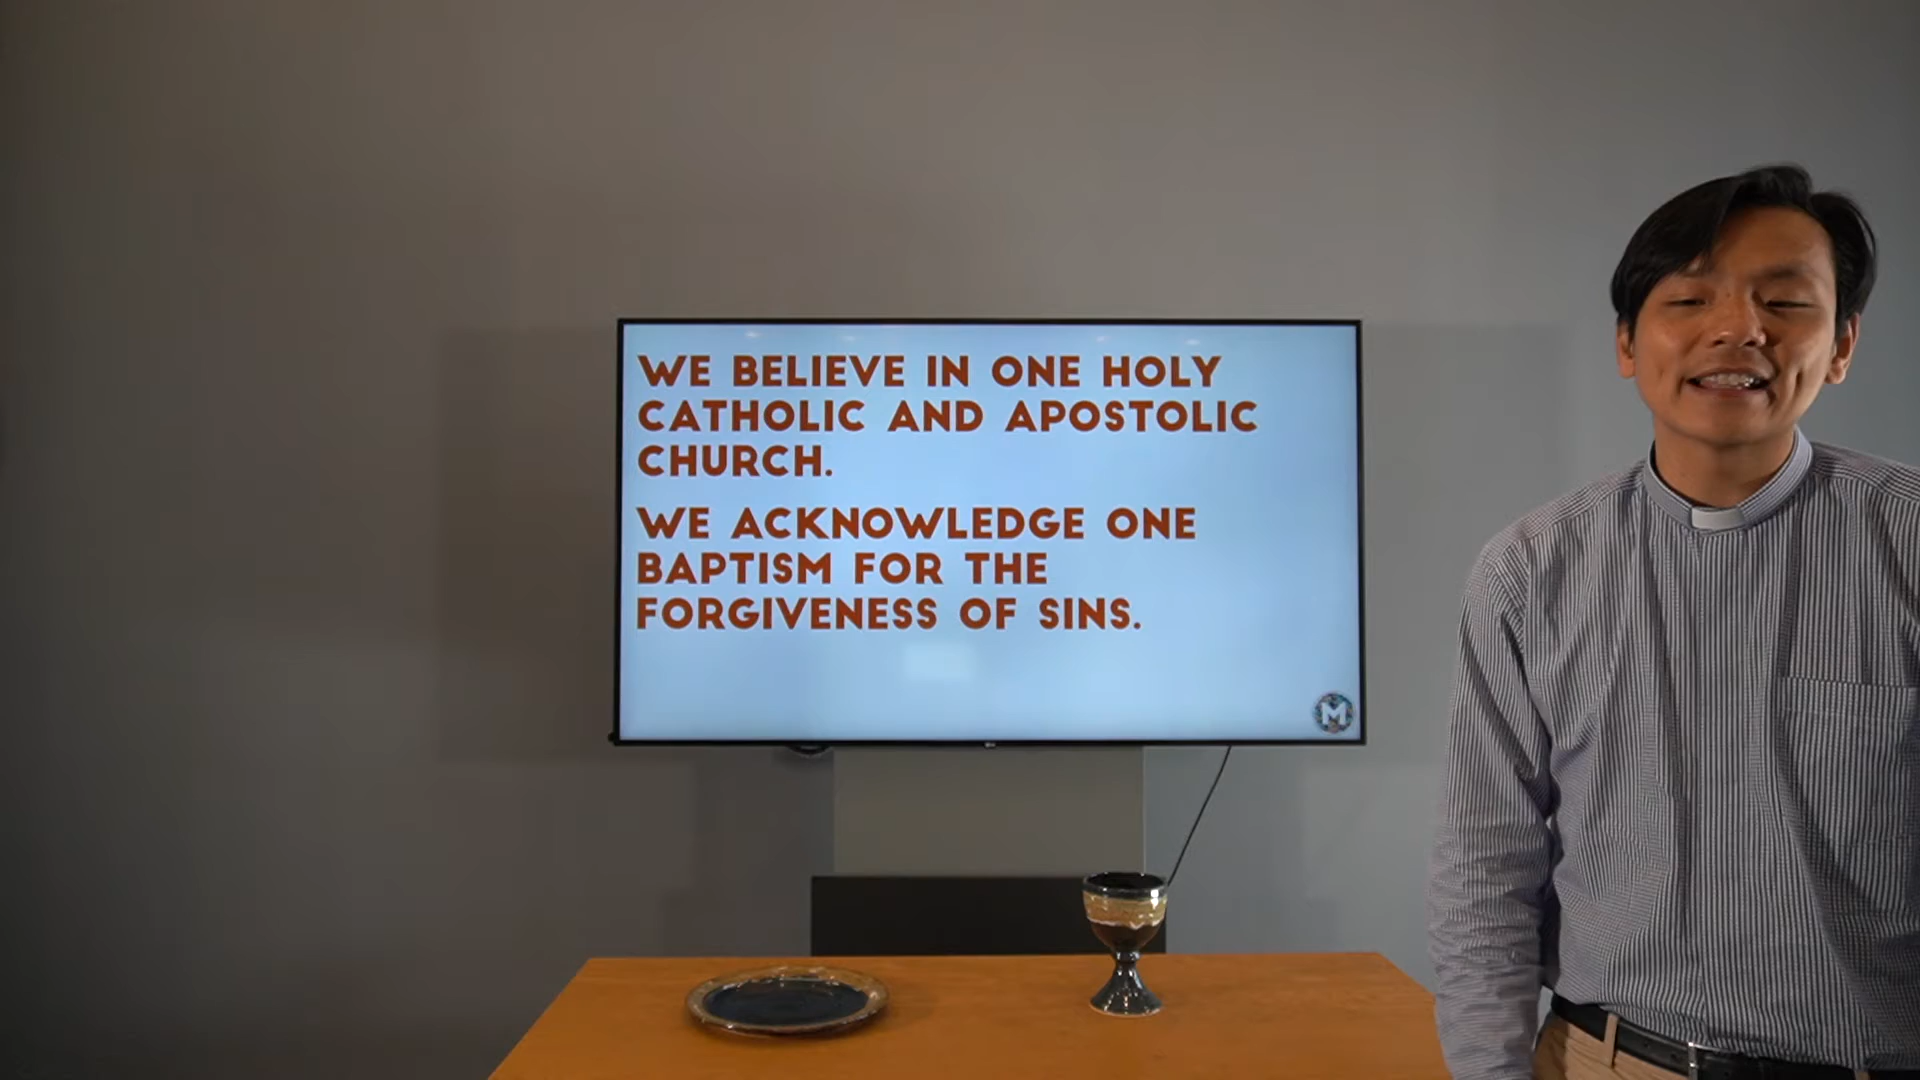 WE BELIEVE IN ONE HOLY
CATHOLIC AND APOSTOLIC
CHURCH.
WE ACKNOWLEDGE ONE
BAPTISM FOR THE
FORGIVENESS OF SINS.
M